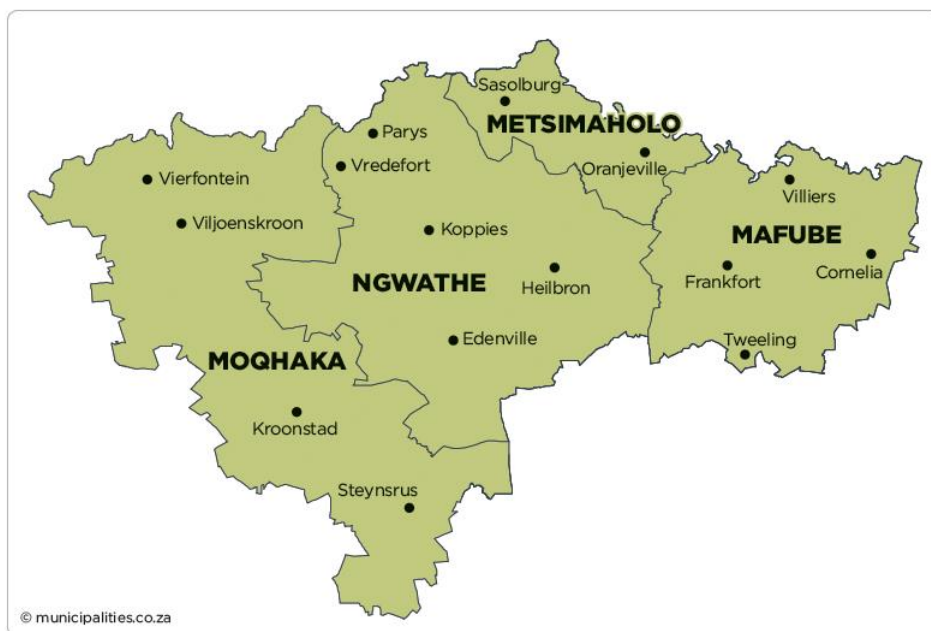 Sasolburg
METSIMAHOLO
Parys
Oranjeville
Vredefort
Vierfontein
Villiers
Viljoenskroon
Koppies
MAFUBE
NGWATHE
Heilbron
Frankfort
Cornelia
Edenville
Tweeling
MOQHAKA
Kroonstad
Steynsrus
© municipalities.co.za